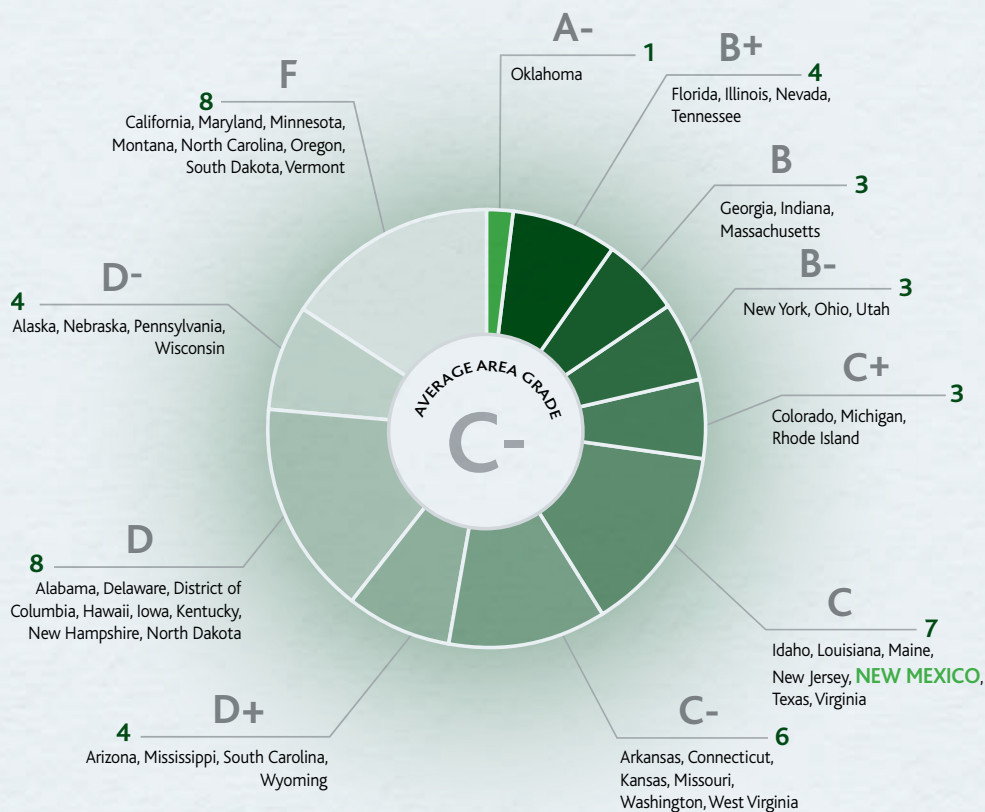 A-
1
Oklahoma
B+
4
Florida, Illinois, Nevada,
Tennessee
B
3
Georgia, Indiana,
Massachusetts
B-
3
New York, Ohio, Utah
C+
3
Colorado, Michigan,
Rhode Island
C
7
Idaho, Louisiana, Maine,
New Jersey, NEW MEXICO,
Texas, Virginia
C-
6
Arkansas, Connecticut,
Kansas, Missouri,
Washington, West Virginia
D+
4
Arizona, Mississippi, South Carolina,
Wyoming
D
8
Alabama, Delaware, District of
Columbia, Hawaii, Iowa, Kentucky,
New Hampshire, North Dakota
D-
4
Alaska, Nebraska, Pennsylvania,
Wisconsin
F
8
California, Maryland, Minnesota,
Montana, North Carolina, Oregon,
South Dakota, Vermont
AVERAGE AREA GRADE
C-